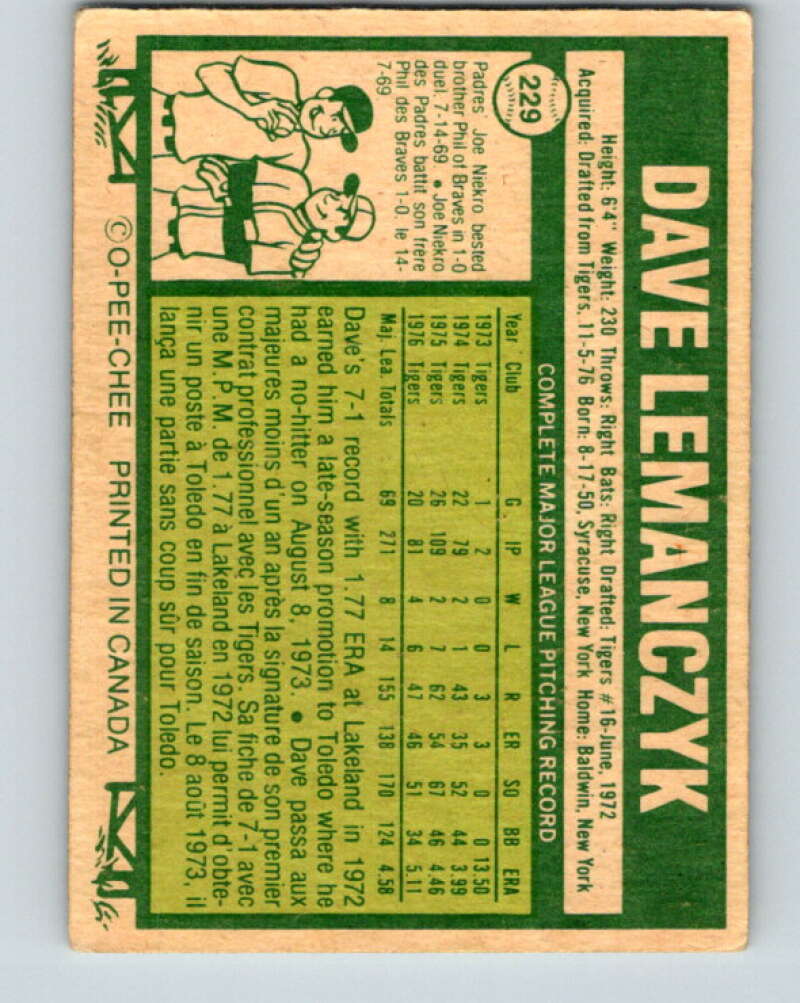 DAVE LEMANCZYK
Height: 6'4" Weight: 230 Throws: Right Bats: Right Drafted: Tigers #16-June, 1972
Acquired: Drafted from Tigers, 11-5-76 Born: 8-17-50, Syracuse, New York Home: Baldwin, New York
229
Padres' Joe Niekro bested
brother Phil of Braves in 1-0
duel. 7-14-69. • Joe Niekro
des Padres battit son frère
Phil des Braves 1-0, le 14-
7-69
COMPLETE MAJOR LEAGUE PITCHING RECORD
Year Club G IP W L R ER SO BB ERA
1973 Tigers 1 2 0 0 3 3 0 0 13.50
1974 Tigers 22 79 2 1 43 35 52 44 3.99
1975 Tigers 26 109 2 7 62 54 67 46 4.46
1976 Tigers 20 81 4 6 47 46 51 34 5.11
Maj. Lea. Totals 69 271 8 14 155 138 170 124 4.58
Dave's 7-1 record with 1.77 ERA at Lakeland in 1972
earned him a late-season promotion to Toledo where he
had a no-hitter on August 8, 1973. • Dave passa aux
majeures moins d'un an après la signature de son premier
contrat professionnel avec les Tigers. Sa fiche de 7-1 avec
une M.P.M. de 1.77 à Lakeland en 1972 lui permit d'obte-
nir un poste à Toledo en fin de saison. Le 8 août 1973, il
lança une partie sans coup sûr pour Toledo.
©O-PEE-CHEE PRINTED IN CANADA